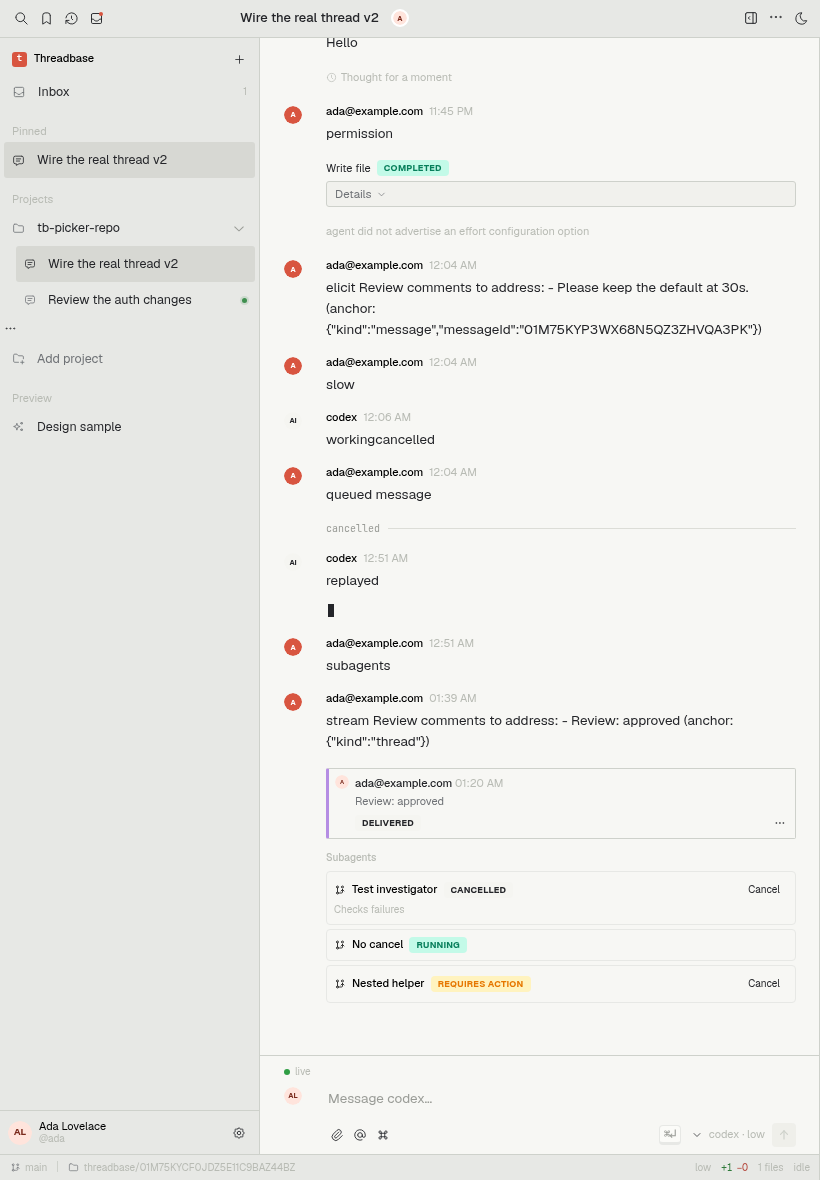 Wire the real thread v2
A
t
Threadbase
Inbox
1
Pinned
Wire the real thread v2
Projects
tb-picker-repo
Wire the real thread v2
Review the auth changes
...
Add project
Preview
Design sample
AL
Ada Lovelace
@ada
Hello
Thought for a moment
A
ada@example.com 11:45 PM
permission
Write file COMPLETED
Details
agent did not advertise an effort configuration option
A
ada@example.com 12:04 AM
elicit Review comments to address: - Please keep the default at 30s.
(anchor:
{"kind":"message","messageId":"01M75KYP3WX68N5QZ3ZHVQA3PK"})
A
ada@example.com 12:04 AM
slow
AI
codex 12:06 AM
workingcancelled
A
ada@example.com 12:04 AM
queued message
cancelled
AI
codex 12:51 AM
replayed
A
ada@example.com 12:51 AM
subagents
A
ada@example.com 01:39 AM
stream Review comments to address: - Review: approved (anchor:
{"kind":"thread"})
A
ada@example.com 01:20 AM
Review: approved
DELIVERED
...
Subagents
Test investigator CANCELLED Cancel
Checks failures
No cancel RUNNING
Nested helper REQUIRES ACTION Cancel
live
AL
Message codex...
codex · low
main
threadbase/01M75KYCF0JDZ5E11C9BAZ44BZ
low +1 −0 1 files idle